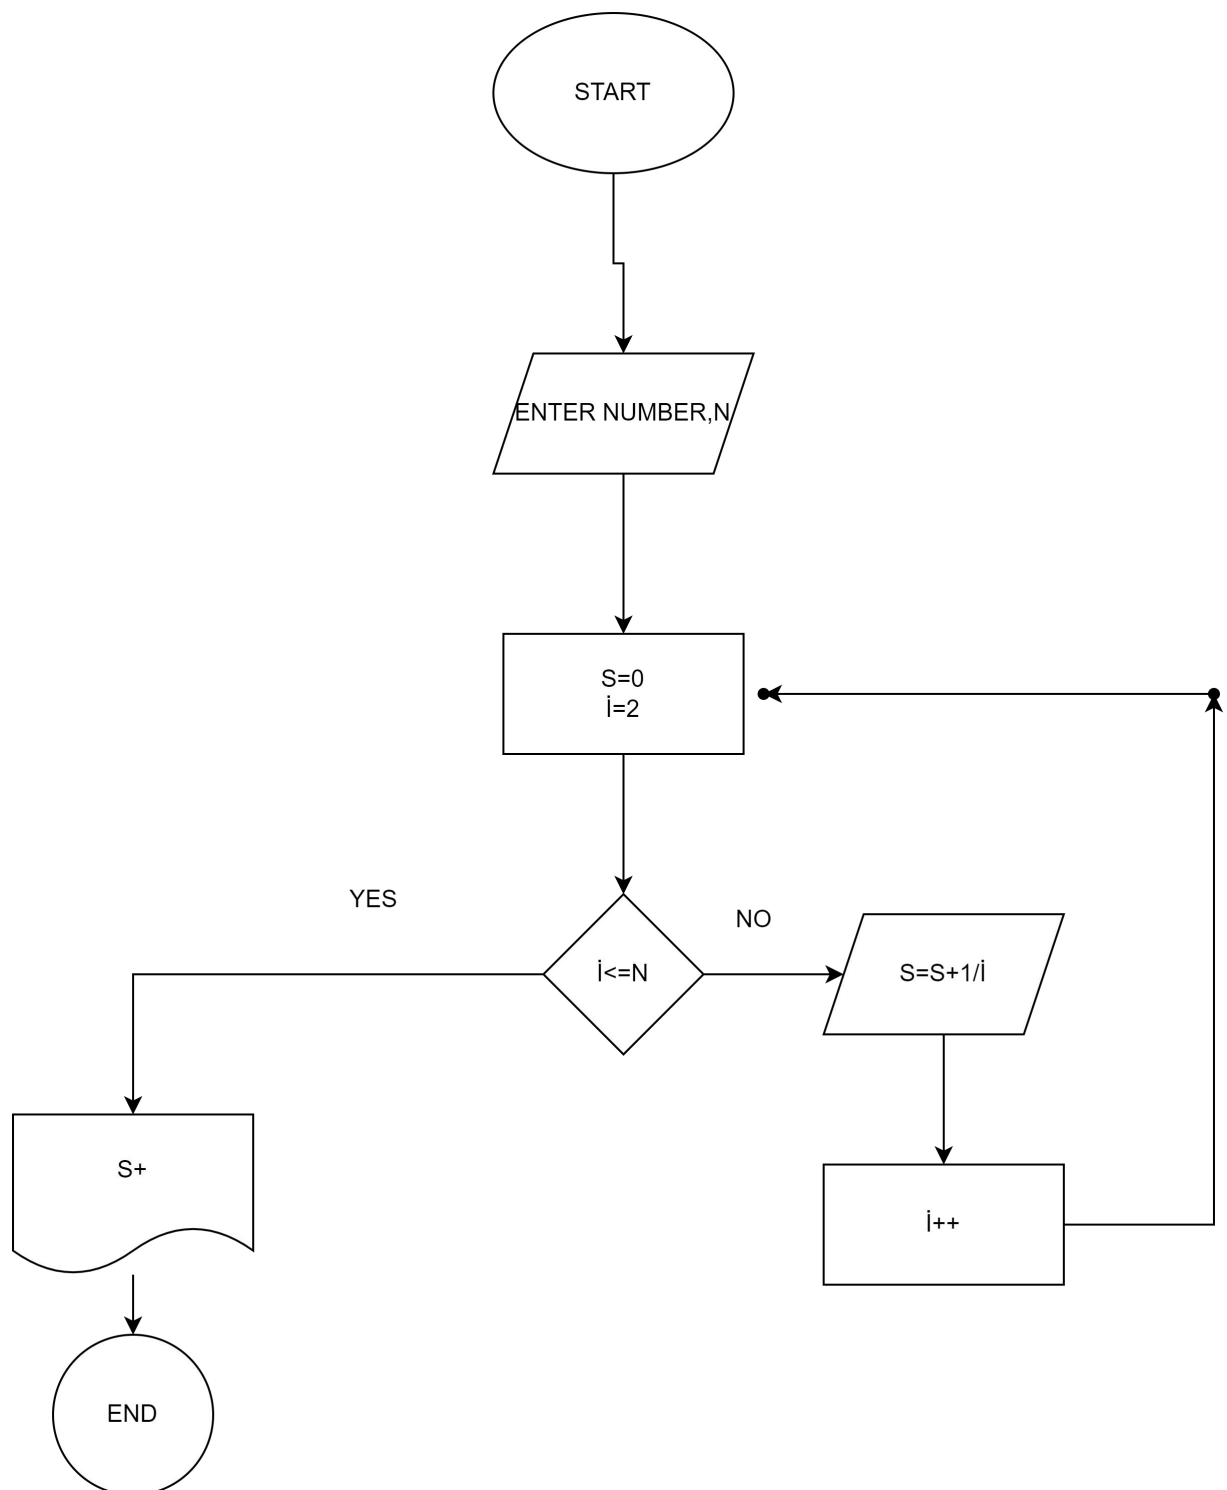 START
ENTER NUMBER,N
S=0
İ=2
YES
NO
İ<=N
S=S+1/İ
S+
İ++
END